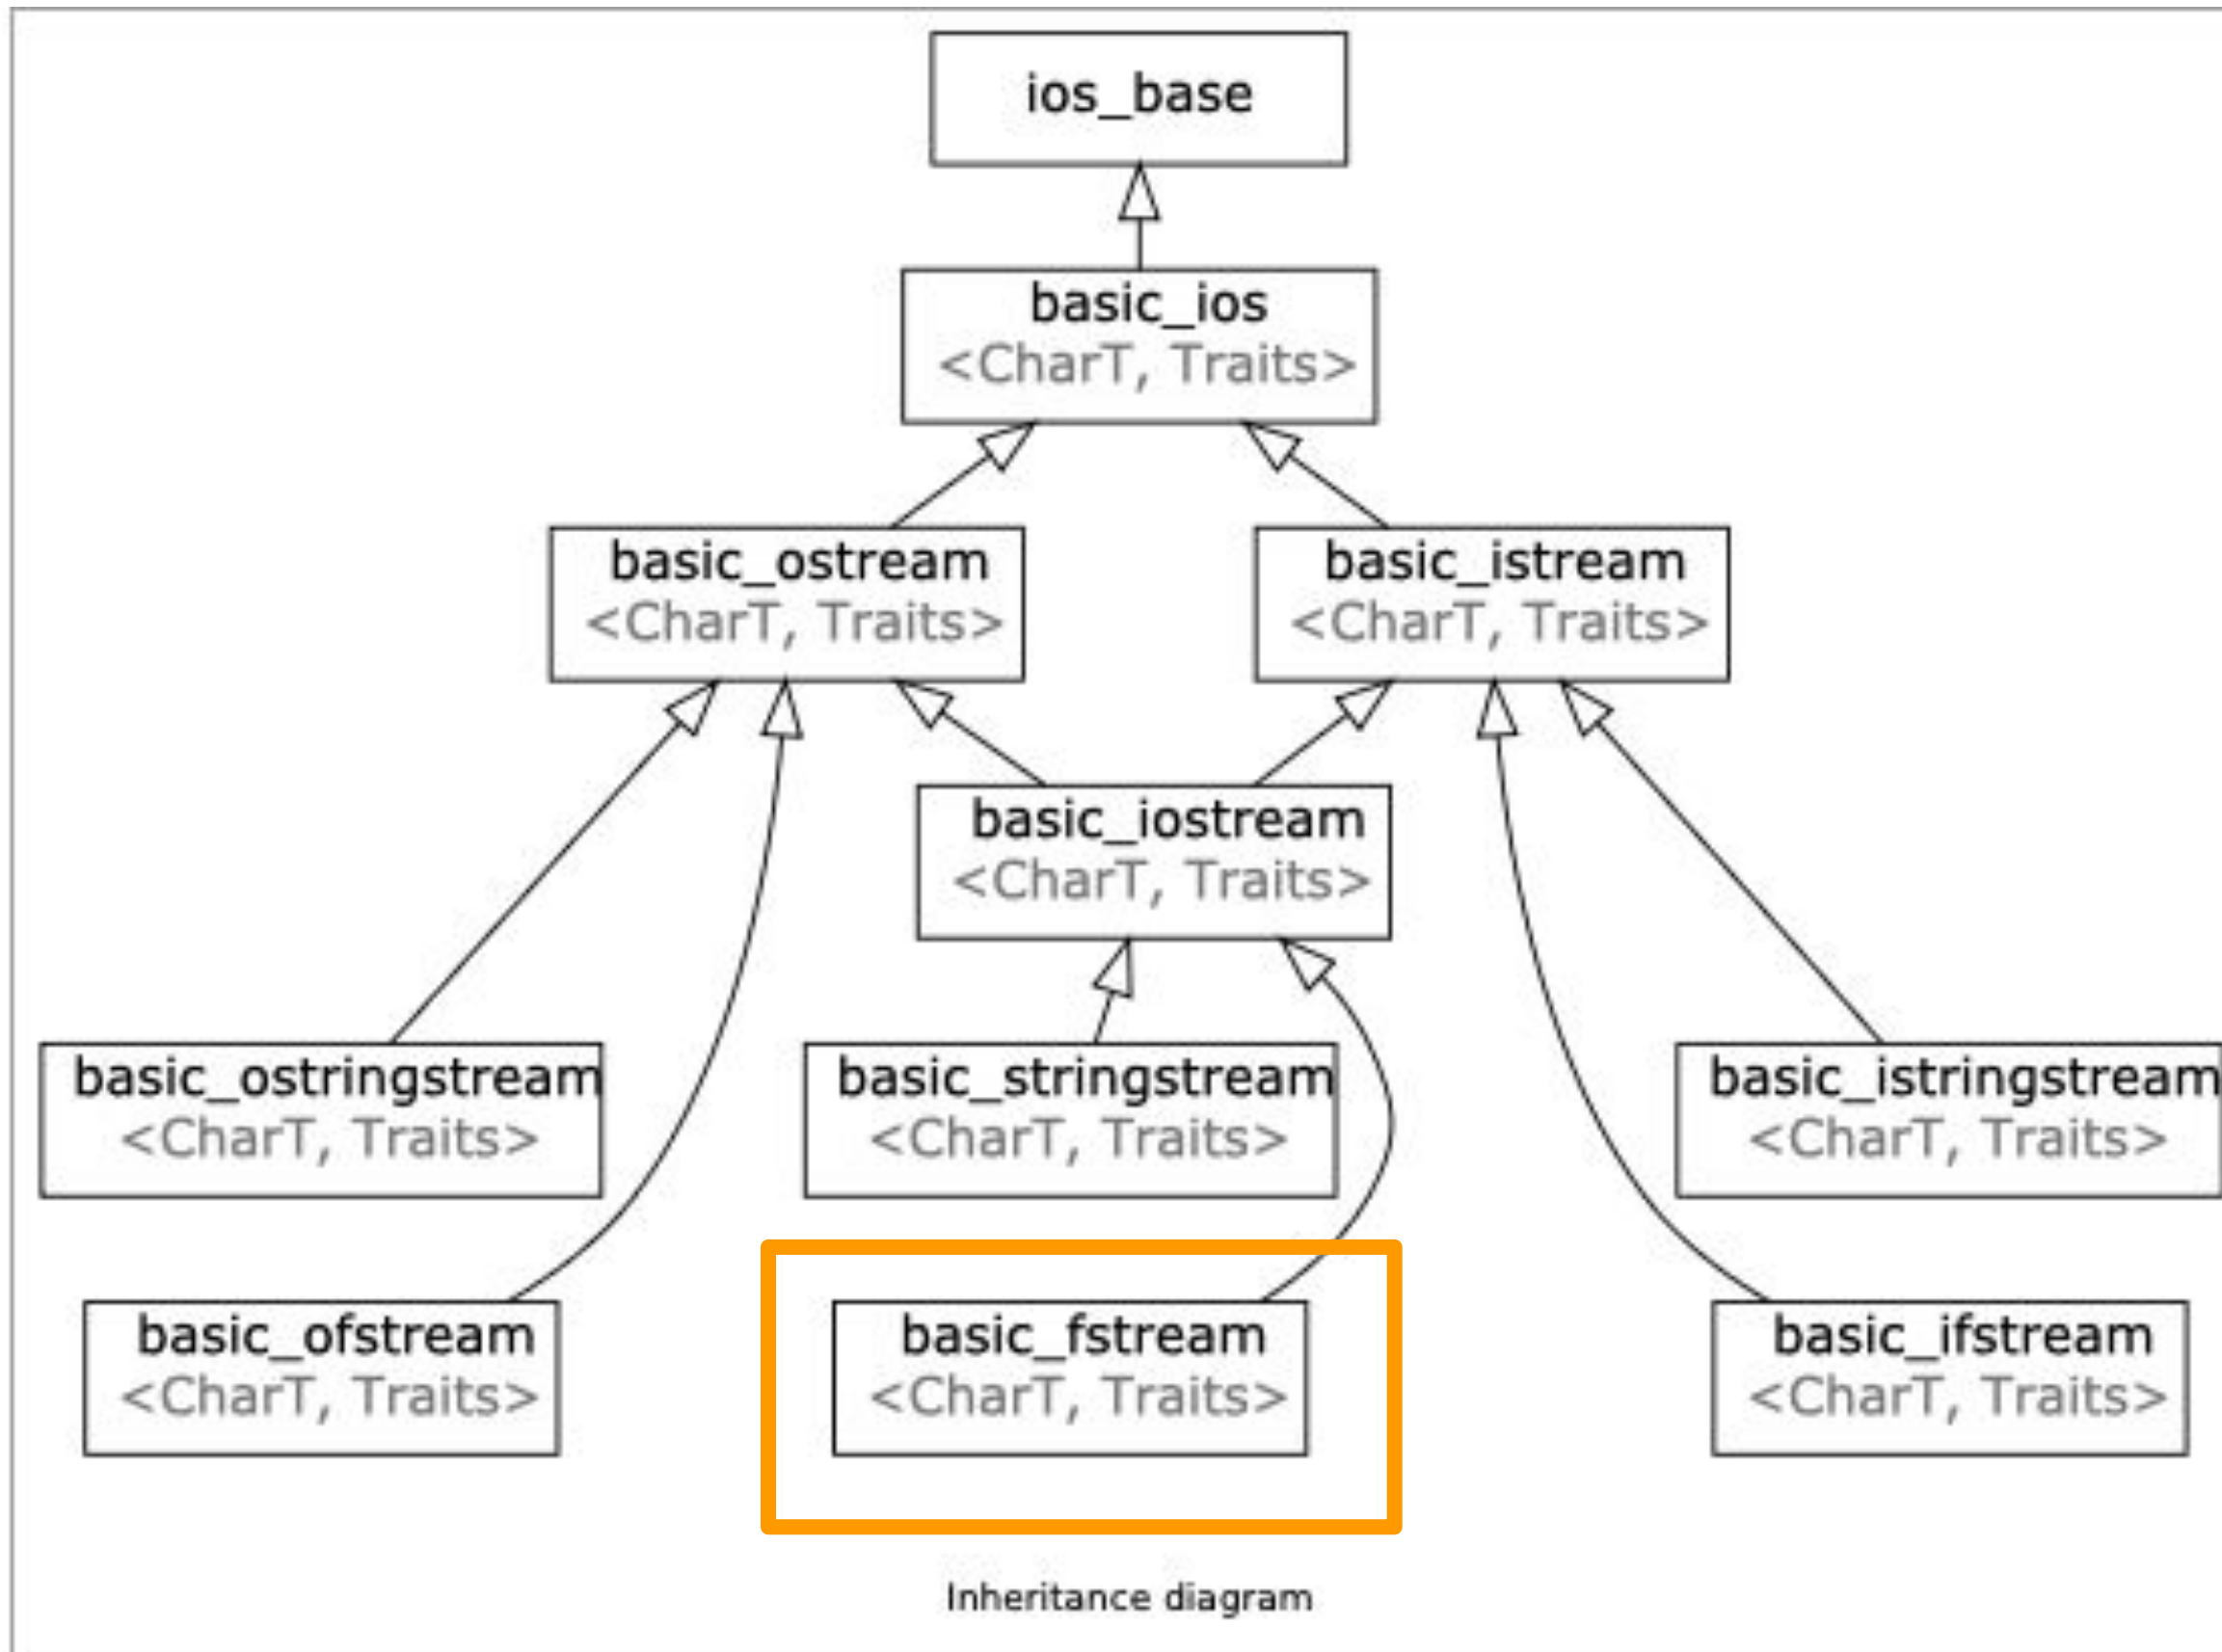 ios_base
basic_ios
<CharT, Traits>
basic_ostream
<CharT, Traits>
basic_istream
<CharT, Traits>
basic_iostream
<CharT, Traits>
basic_ostringstream
<CharT, Traits>
basic_stringstream
<CharT, Traits>
basic_istringstream
<CharT, Traits>
basic_ofstream
<CharT, Traits>
basic_fstream
<CharT, Traits>
basic_ifstream
<CharT, Traits>
Inheritance diagram